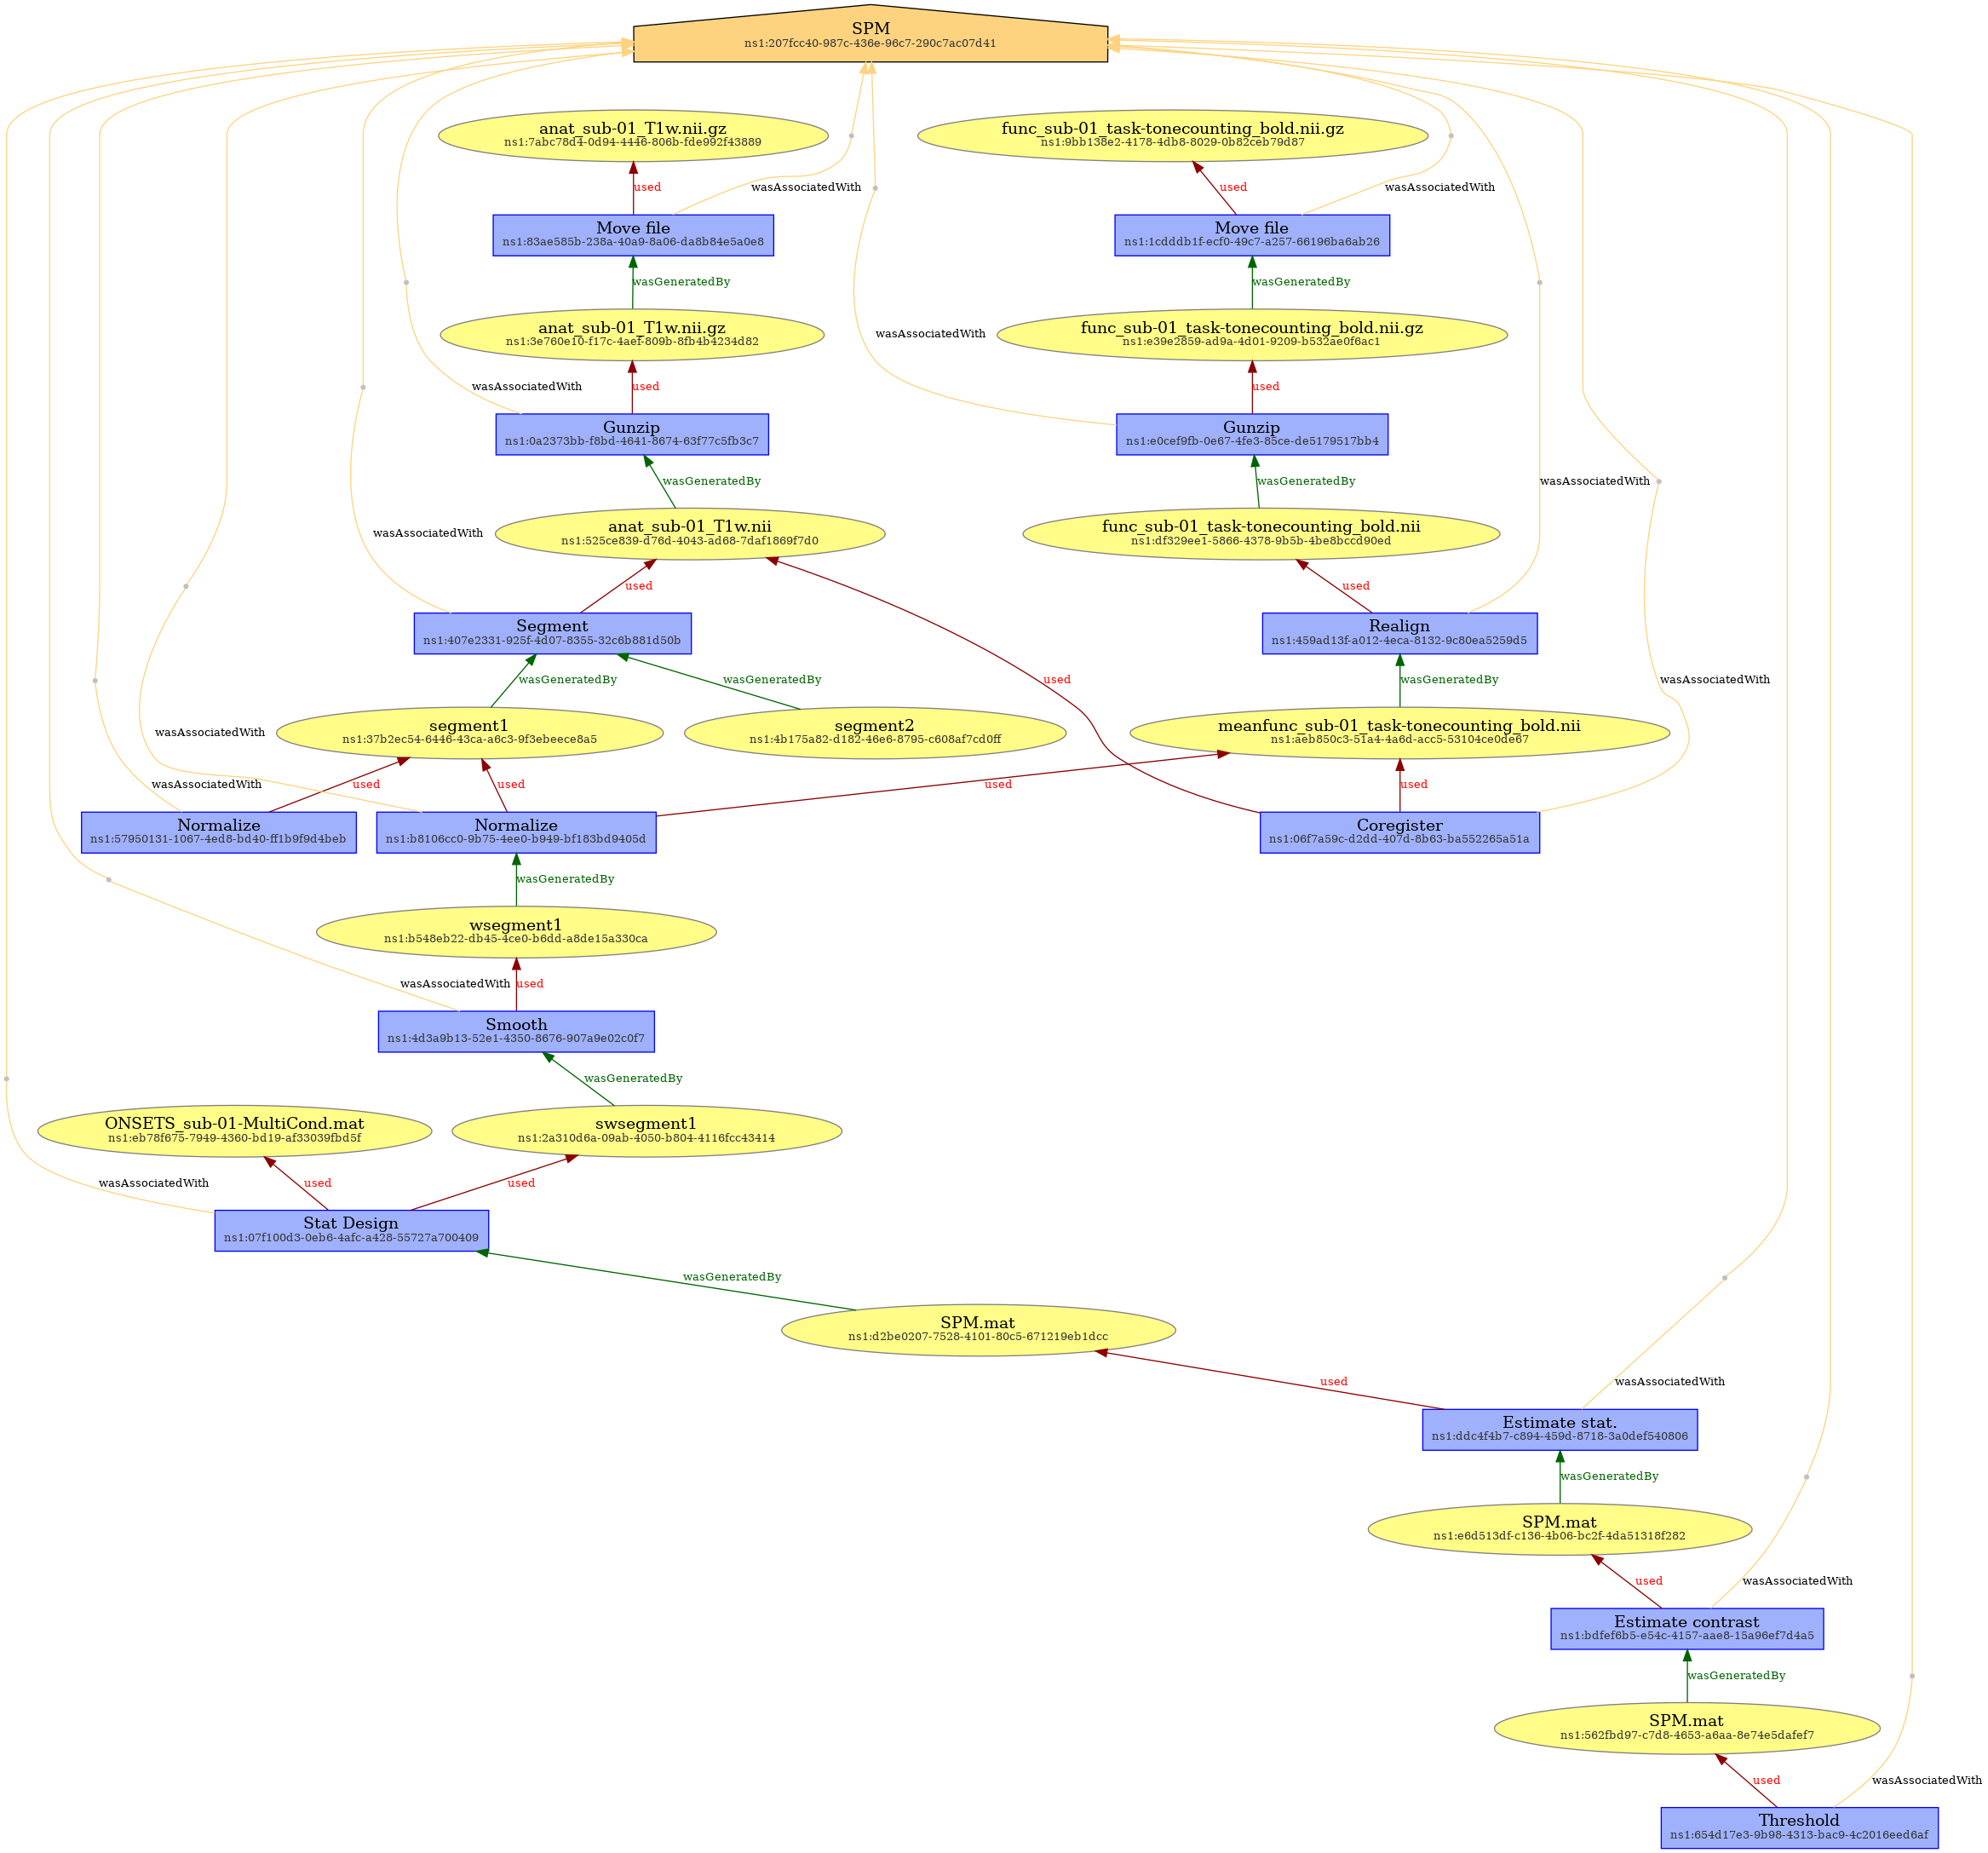 SPM
ns1:207fcc40-987c-436e-96c7-290c7ac07d41
anat_sub-01_T1w.nii.gz
ns1:7abc78d4-0d94-4446-806b-fde992f43889
func_sub-01_task-tonecounting_bold.nii.gz
ns1:9bb138e2-4178-4db8-8029-0b82ceb79d87
used
wasAssociatedWith
used
wasAssociatedWith
Move file
ns1:83ae585b-238a-40a9-8a06-da8b84e5a0e8
Move file
ns1:1cdddb1f-ecf0-49c7-a257-66196ba6ab26
wasGeneratedBy
wasGeneratedBy
anat_sub-01_T1w.nii.gz
ns1:3e760e10-f17c-4aef-809b-8fb4b4234d82
func_sub-01_task-tonecounting_bold.nii.gz
ns1:e39e2859-ad9a-4d01-9209-b532ae0f6ac1
wasAssociatedWith
wasAssociatedWith
used
used
Gunzip
ns1:0a2373bb-f8bd-4641-8674-63f77c5fb3c7
Gunzip
ns1:e0cef9fb-0e67-4fe3-85ce-de5179517bb4
wasGeneratedBy
wasGeneratedBy
wasAssociatedWith
anat_sub-01_T1w.nii
ns1:525ce839-d76d-4043-ad68-7daf1869f7d0
func_sub-01_task-tonecounting_bold.nii
ns1:df329ee1-5866-4378-9b5b-4be8bccd90ed
wasAssociatedWith
used
used
Segment
ns1:407e2331-925f-4d07-8355-32c6b881d50b
Realign
ns1:459ad13f-a012-4eca-8132-9c80ea5259d5
wasGeneratedBy
wasGeneratedBy
used
wasGeneratedBy
wasAssociatedWith
segment1
ns1:37b2ec54-6446-43ca-a6c3-9f3ebeece8a5
segment2
ns1:4b175a82-d182-46e6-8795-c608af7cd0ff
meanfunc_sub-01_task-tonecounting_bold.nii
ns1:aeb850c3-51a4-4a6d-acc5-53104ce0de67
wasAssociatedWith
wasAssociatedWith
used
used
used
used
Normalize
ns1:57950131-1067-4ed8-bd40-ff1b9f9d4beb
Normalize
ns1:b8106cc0-9b75-4ee0-b949-bf183bd9405d
Coregister
ns1:06f7a59c-d2dd-407d-8b63-ba552265a51a
wasGeneratedBy
wsegment1
ns1:b548eb22-db45-4ce0-b6dd-a8de15a330ca
wasAssociatedWith
used
Smooth
ns1:4d3a9b13-52e1-4350-8676-907a9e02c0f7
wasGeneratedBy
ONSETS_sub-01-MultiCond.mat
ns1:eb78f675-7949-4360-bd19-af33039fbd5f
swsegment1
ns1:2a310d6a-09ab-4050-b804-4116fcc43414
wasAssociatedWith
used
used
Stat Design
ns1:07f100d3-0eb6-4afc-a428-55727a700409
wasGeneratedBy
SPM.mat
ns1:d2be0207-7528-4101-80c5-671219eb1dcc
used
wasAssociatedWith
Estimate stat.
ns1:ddc4f4b7-c894-459d-8718-3a0def540806
wasGeneratedBy
SPM.mat
ns1:e6d513df-c136-4b06-bc2f-4da51318f282
used
wasAssociatedWith
Estimate contrast
ns1:bdfef6b5-e54c-4157-aae8-15a96ef7d4a5
wasGeneratedBy
SPM.mat
ns1:562fbd97-c7d8-4653-a6aa-8e74e5dafef7
used
wasAssociatedWith
Threshold
ns1:654d17e3-9b98-4313-bac9-4c2016eed6af